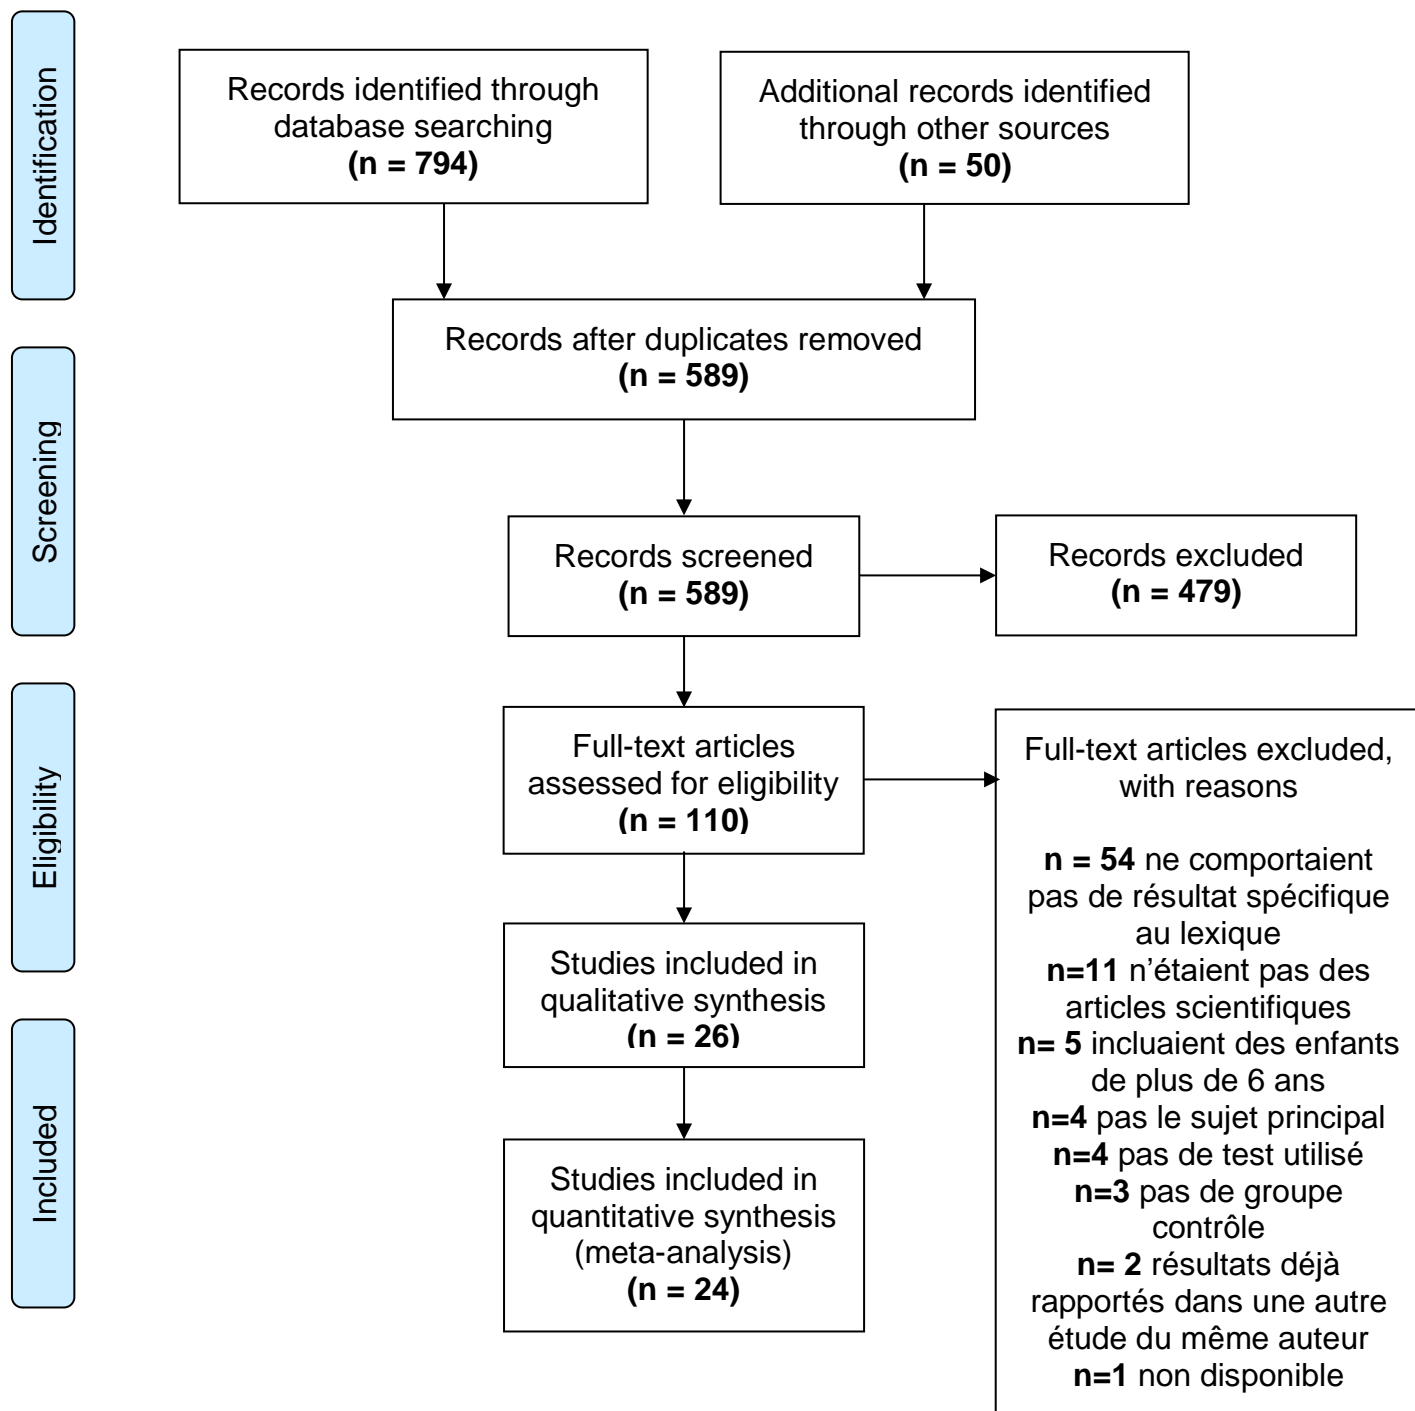 Identification
Records identified through
database searching
(n = 794)
Additional records identified
through other sources
(n = 50)
Records after duplicates removed
(n = 589)
Screening
Records screened
(n = 589)
Records excluded
(n = 479)
Eligibility
Full-text articles
assessed for eligibility
(n = 110)
Full-text articles excluded,
with reasons
n = 54 ne comportaient
pas de résultat spécifique
au lexique
n=11 n’étaient pas des
articles scientifiques
n= 5 incluaient des enfants
de plus de 6 ans
n=4 pas le sujet principal
n=4 pas de test utilisé
n=3 pas de groupe
contrôle
n= 2 résultats déjà
rapportés dans une autre
étude du même auteur
n=1 non disponible
Studies included in
qualitative synthesis
(n = 26)
Included
Studies included in
quantitative synthesis
(meta-analysis)
(n = 24)